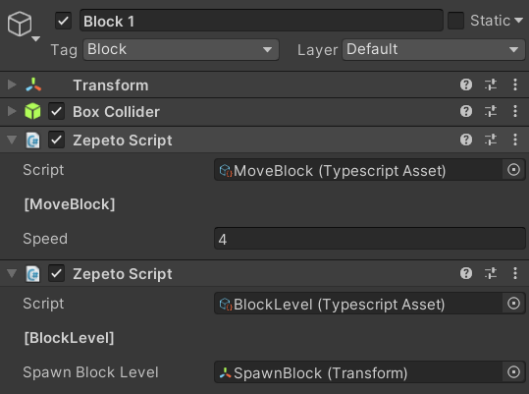 Block 1 Static
Tag Block Layer Default
Transform
Box Collider
Zepeto Script
Script MoveBlock (Typescript Asset)
[MoveBlock]
Speed 4
Zepeto Script
Script BlockLevel (Typescript Asset)
[BlockLevel]
Spawn Block Level SpawnBlock (Transform)